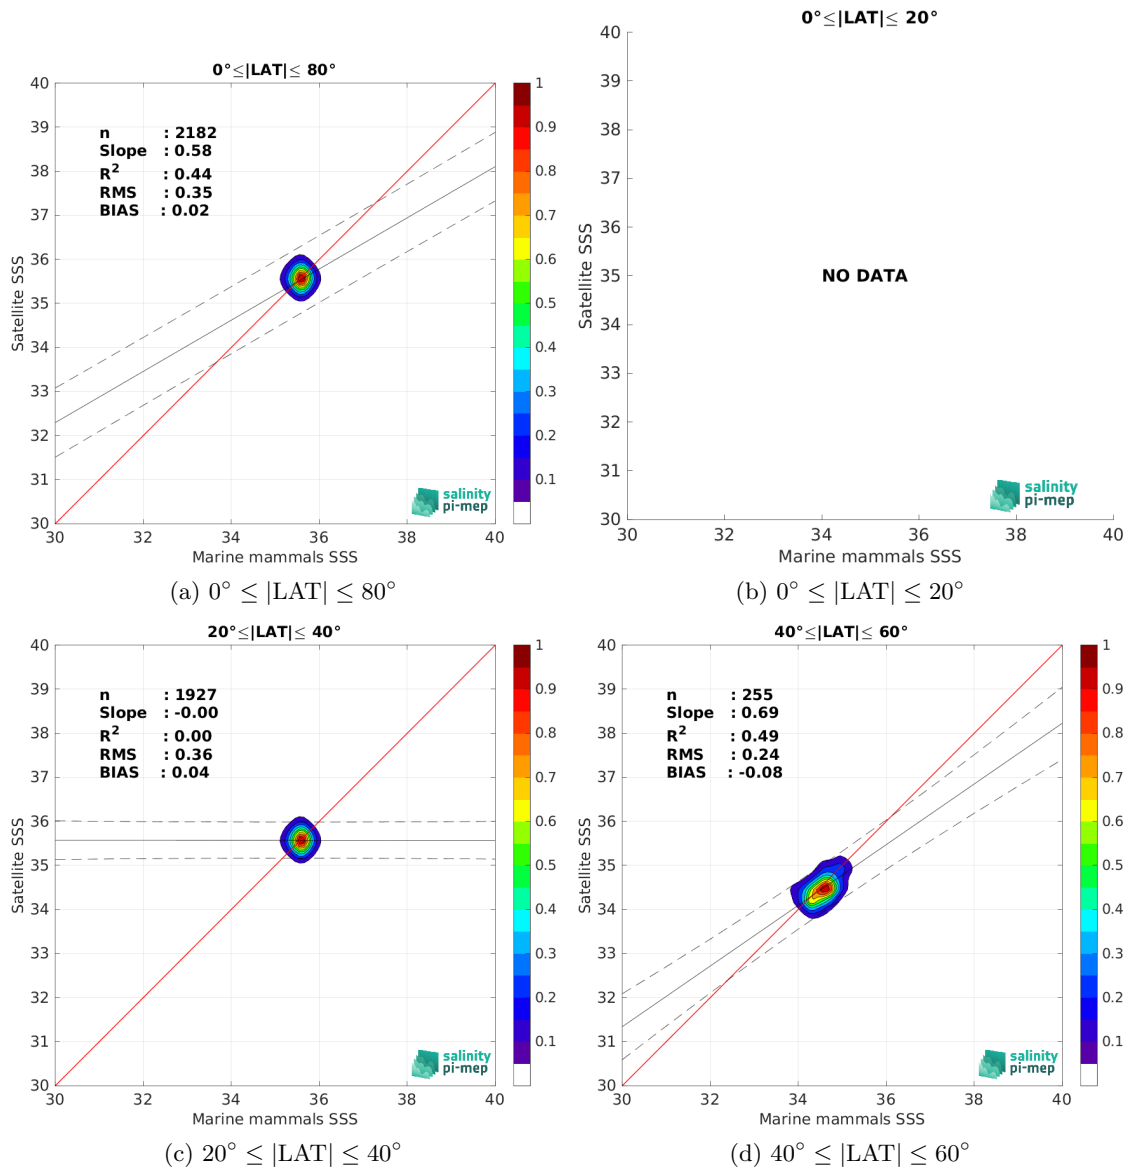 0°≤|LAT|≤ 80°
40
39
38
37
36
35
34
33
32
31
30
Satellite SSS
n : 2182
Slope : 0.58
R² : 0.44
RMS : 0.35
BIAS : 0.02
salinity
pi-mep
30 32 34 36 38 40
Marine mammals SSS
1
0.9
0.8
0.7
0.6
0.5
0.4
0.3
0.2
0.1
(a) 0° ≤ |LAT| ≤ 80°
0°≤|LAT|≤ 20°
40
39
38
37
36
35
34
33
32
31
30
Satellite SSS
NO DATA
salinity
pi-mep
30 32 34 36 38 40
Marine mammals SSS
(b) 0° ≤ |LAT| ≤ 20°
20°≤|LAT|≤ 40°
40
39
38
37
36
35
34
33
32
31
30
Satellite SSS
n : 1927
Slope : -0.00
R² : 0.00
RMS : 0.36
BIAS : 0.04
salinity
pi-mep
30 32 34 36 38 40
Marine mammals SSS
1
0.9
0.8
0.7
0.6
0.5
0.4
0.3
0.2
0.1
(c) 20° ≤ |LAT| ≤ 40°
40°≤|LAT|≤ 60°
40
39
38
37
36
35
34
33
32
31
30
Satellite SSS
n : 255
Slope : 0.69
R² : 0.49
RMS : 0.24
BIAS : -0.08
salinity
pi-mep
30 32 34 36 38 40
Marine mammals SSS
1
0.9
0.8
0.7
0.6
0.5
0.4
0.3
0.2
0.1
(d) 40° ≤ |LAT| ≤ 60°